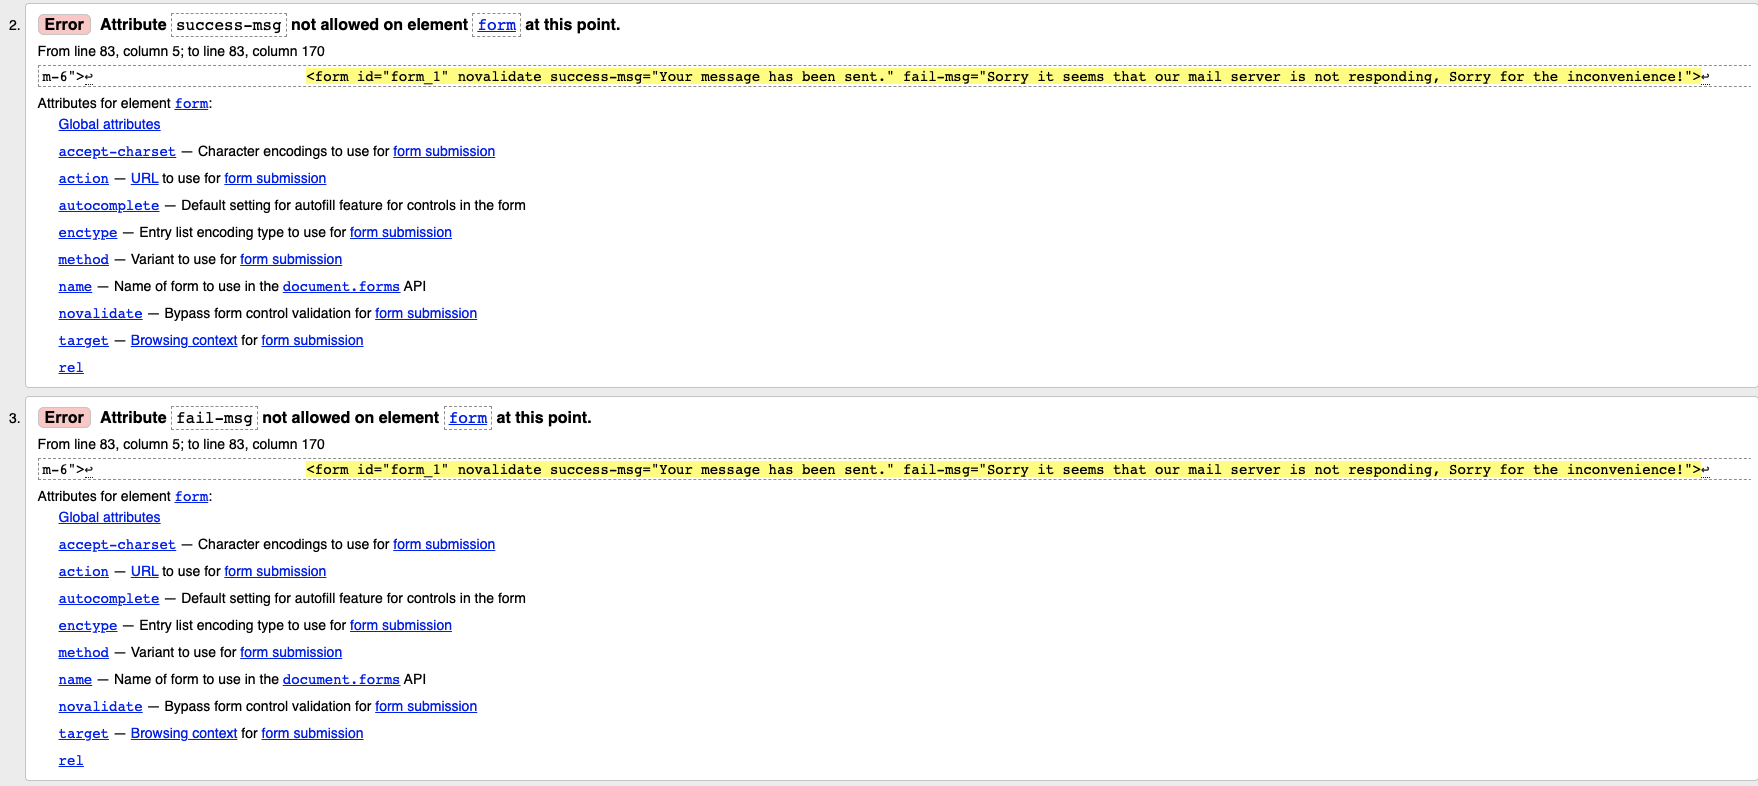 2. Error Attribute success-msg not allowed on element form at this point.
From line 83, column 5; to line 83, column 170
m-6">↩ <form id="form_1" novalidate success-msg="Your message has been sent." fail-msg="Sorry it seems that our mail server is not responding, Sorry for the inconvenience!">↩
Attributes for element form:
Global attributes
accept-charset — Character encodings to use for form submission
action — URL to use for form submission
autocomplete — Default setting for autofill feature for controls in the form
enctype — Entry list encoding type to use for form submission
method — Variant to use for form submission
name — Name of form to use in the document.forms API
novalidate — Bypass form control validation for form submission
target — Browsing context for form submission
rel
3. Error Attribute fail-msg not allowed on element form at this point.
From line 83, column 5; to line 83, column 170
m-6">↩ <form id="form_1" novalidate success-msg="Your message has been sent." fail-msg="Sorry it seems that our mail server is not responding, Sorry for the inconvenience!">↩
Attributes for element form:
Global attributes
accept-charset — Character encodings to use for form submission
action — URL to use for form submission
autocomplete — Default setting for autofill feature for controls in the form
enctype — Entry list encoding type to use for form submission
method — Variant to use for form submission
name — Name of form to use in the document.forms API
novalidate — Bypass form control validation for form submission
target — Browsing context for form submission
rel